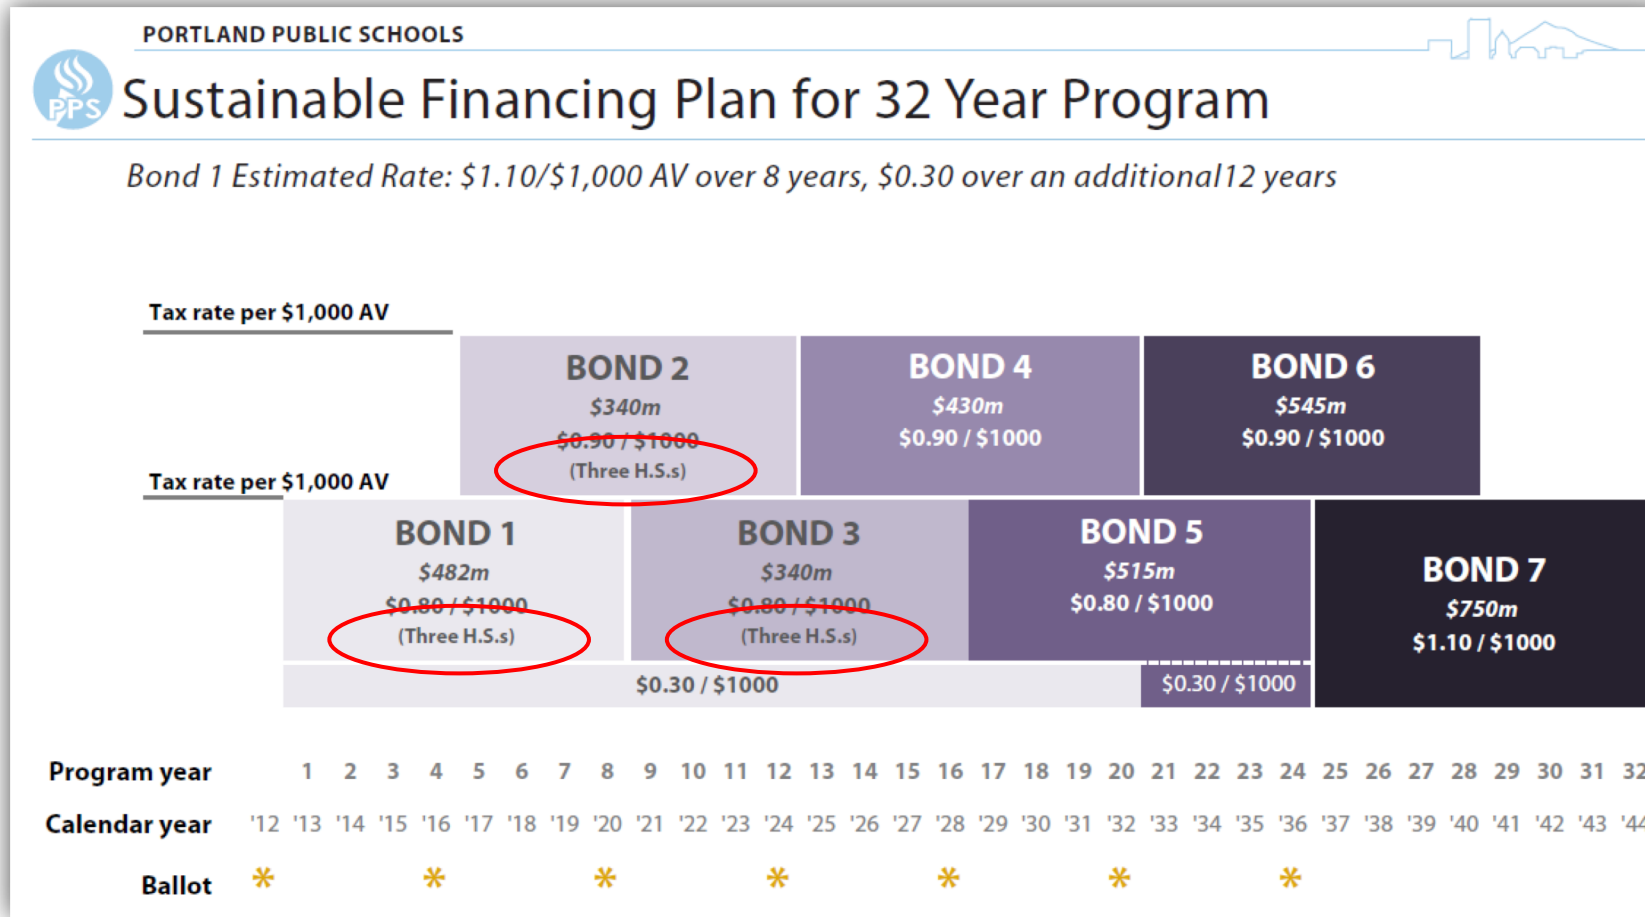 PORTLAND PUBLIC SCHOOLS
PPS
Sustainable Financing Plan for 32 Year Program
Bond 1 Estimated Rate: $1.10/$1,000 AV over 8 years, $0.30 over an additional12 years
Tax rate per $1,000 AV
BOND 2
$340m
$0.90 / $1000
(Three H.S.s)
BOND 4
$430m
$0.90 / $1000
BOND 6
$545m
$0.90 / $1000
Tax rate per $1,000 AV
BOND 1
$482m
$0.80 / $1000
(Three H.S.s)
BOND 3
$340m
$0.80 / $1000
(Three H.S.s)
BOND 5
$515m
$0.80 / $1000
BOND 7
$750m
$1.10 / $1000
$0.30 / $1000
$0.30 / $1000
Program year 1 2 3 4 5 6 7 8 9 10 11 12 13 14 15 16 17 18 19 20 21 22 23 24 25 26 27 28 29 30 31 32
Calendar year '12 '13 '14 '15 '16 '17 '18 '19 '20 '21 '22 '23 '24 '25 '26 '27 '28 '29 '30 '31 '32 '33 '34 '35 '36 '37 '38 '39 '40 '41 '42 '43 '44
Ballot * * * * * * *